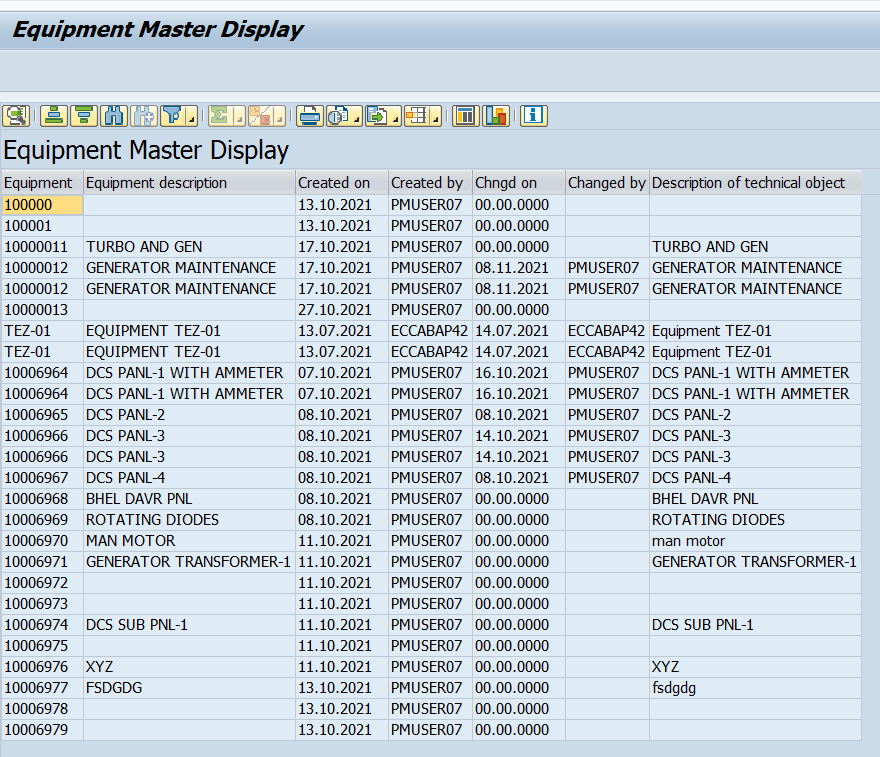 Equipment Master Display
Equipment Master Display
Equipment Equipment description Created on Created by Chngd on Changed by Description of technical object
100000 13.10.2021 PMUSER07 00.00.0000
100001 13.10.2021 PMUSER07 00.00.0000
10000011 TURBO AND GEN 17.10.2021 PMUSER07 00.00.0000 TURBO AND GEN
10000012 GENERATOR MAINTENANCE 17.10.2021 PMUSER07 08.11.2021 PMUSER07 GENERATOR MAINTENANCE
10000012 GENERATOR MAINTENANCE 17.10.2021 PMUSER07 08.11.2021 PMUSER07 GENERATOR MAINTENANCE
10000013 27.10.2021 PMUSER07 00.00.0000
TEZ-01 EQUIPMENT TEZ-01 13.07.2021 ECCABAP42 14.07.2021 ECCABAP42 Equipment TEZ-01
TEZ-01 EQUIPMENT TEZ-01 13.07.2021 ECCABAP42 14.07.2021 ECCABAP42 Equipment TEZ-01
10006964 DCS PANL-1 WITH AMMETER 07.10.2021 PMUSER07 16.10.2021 PMUSER07 DCS PANL-1 WITH AMMETER
10006964 DCS PANL-1 WITH AMMETER 07.10.2021 PMUSER07 16.10.2021 PMUSER07 DCS PANL-1 WITH AMMETER
10006965 DCS PANL-2 08.10.2021 PMUSER07 08.10.2021 PMUSER07 DCS PANL-2
10006966 DCS PANL-3 08.10.2021 PMUSER07 14.10.2021 PMUSER07 DCS PANL-3
10006966 DCS PANL-3 08.10.2021 PMUSER07 14.10.2021 PMUSER07 DCS PANL-3
10006967 DCS PANL-4 08.10.2021 PMUSER07 08.10.2021 PMUSER07 DCS PANL-4
10006968 BHEL DAVR PNL 08.10.2021 PMUSER07 00.00.0000 BHEL DAVR PNL
10006969 ROTATING DIODES 08.10.2021 PMUSER07 00.00.0000 ROTATING DIODES
10006970 MAN MOTOR 11.10.2021 PMUSER07 00.00.0000 man motor
10006971 GENERATOR TRANSFORMER-1 11.10.2021 PMUSER07 00.00.0000 GENERATOR TRANSFORMER-1
10006972 11.10.2021 PMUSER07 00.00.0000
10006973 11.10.2021 PMUSER07 00.00.0000
10006974 DCS SUB PNL-1 11.10.2021 PMUSER07 00.00.0000 DCS SUB PNL-1
10006975 11.10.2021 PMUSER07 00.00.0000
10006976 XYZ 11.10.2021 PMUSER07 00.00.0000 XYZ
10006977 FSDGDG 13.10.2021 PMUSER07 00.00.0000 fsdgdg
10006978 13.10.2021 PMUSER07 00.00.0000
10006979 13.10.2021 PMUSER07 00.00.0000